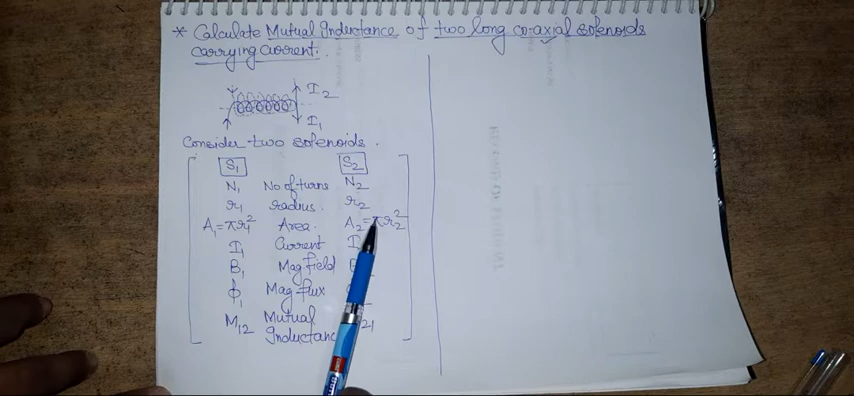 * Calculate Mutual Inductance of two long co-axial solenoids
carrying current.
I2
I1
Consider two solenoids.
S1 S2
N1 No of turns N2
r1 radius. r2
A1=πr1² Area. A2=πr2²
I1 Current I
B1 Mag field B
ϕ1 Mag flux
M12 Mutual 21
Inductance